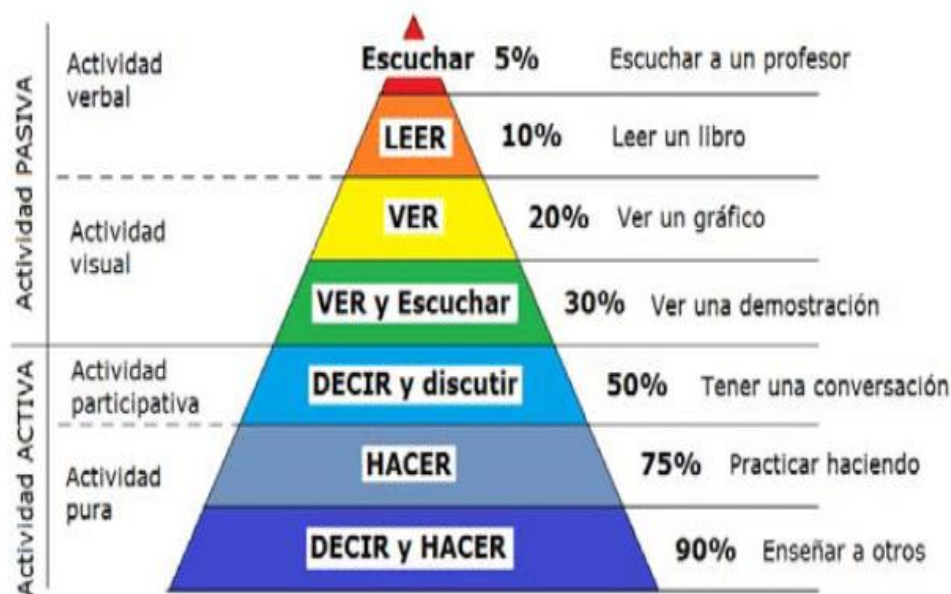 Actividad PASIVA
Actividad
verbal
Escuchar 5% Escuchar a un profesor
LEER 10% Leer un libro
Actividad
visual
VER 20% Ver un gráfico
VER y Escuchar 30% Ver una demostración
Actividad ACTIVA
Actividad
participativa
DECIR y discutir 50% Tener una conversación
Actividad
pura
HACER 75% Practicar haciendo
DECIR y HACER 90% Enseñar a otros